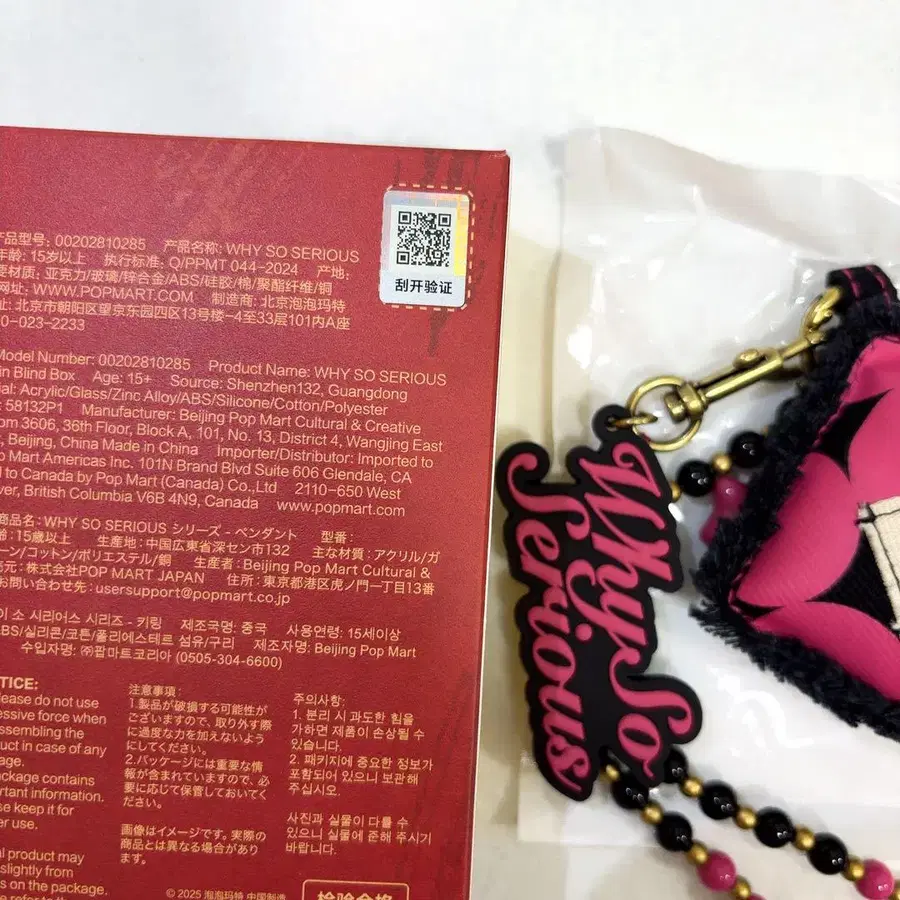 产品型号: 00202810285 产品名称: WHY SO SERIOUS
年龄: 15岁以上 执行标准: Q/PPMT 044-2024 产地:
要材质: 亚克力/玻璃/锌合金/ABS/硅胶/棉/聚酯纤维/铜
网址: WWW.POPMART.COM 制造商: 北京泡泡玛特
址: 北京市朝阳区望京东园四区13号楼-4至33层101内A座
0-023-2233
刮开验证
Model Number: 00202810285 Product Name: WHY SO SERIOUS
in Blind Box Age: 15+ Source: Shenzhen132, Guangdong
ial: Acrylic/Glass/Zinc Alloy/ABS/Silicone/Cotton/Polyester
: 58132P1 Manufacturer: Beijing Pop Mart Cultural & Creative
om 3606, 36th Floor, Block A, 101, No. 13, District 4, Wangjing East
, Beijing, China Made in China Importer/Distributor: Imported to
p Mart Americas Inc. 101N Brand Blvd Suite 606 Glendale, CA
d to Canada by Pop Mart (Canada) Co.,Ltd 2110-650 West
ver, British Columbia V6B 4N9, Canada www.popmart.com
商品名: WHY SO SERIOUS シリーズ - ペンダント 型番:
齢: 15歳以上 生産地: 中国広東省深セン市132 主な材質: アクリル/ガ
ーン/コットン/ポリエステル/銅 生産者: Beijing Pop Mart Cultural &
元: 株式会社POP MART JAPAN 住所: 東京都港区虎ノ門一丁目13番
お問い合わせ先: usersupport@popmart.co.jp
이 소 시리어스 시리즈 - 키링 제조국명: 중국 사용연령: 15세이상
ABS/실리콘/코튼/폴리에스테르 섬유/구리 제조자명: Beijing Pop Mart
수입자명: ㈜팝마트코리아 (0505-304-6600)
NOTICE:
lease do not use
essive force when
ssembling the
duct in case of any
age.
ackage contains
ortant information.
se keep it for
er use.
al product may
slightly from
s on the package.
注意事項:
1.製品が破損する可能性が
ございますので、取り外す際
に過度な力を加えないよう
にしてください。
2.パッケージには重要な情
報が含まれていますので、必
要に応じて保管しておいてく
ださい。
画像はイメージです。実際の
商品とは異なる場合があり
ます。
주의사항:
1. 분리 시 과도한 힘을
가하면 제품이 손상될 수
있습니다.
2. 패키지에 중요한 정보가
포함되어 있으니 보관해
주십시오.
사진과 실물이 다를 수
있으니 실물에 준해 주시기
바랍니다.
© 2025 泡泡玛特 中国制造
检验合格
Why So
Serious